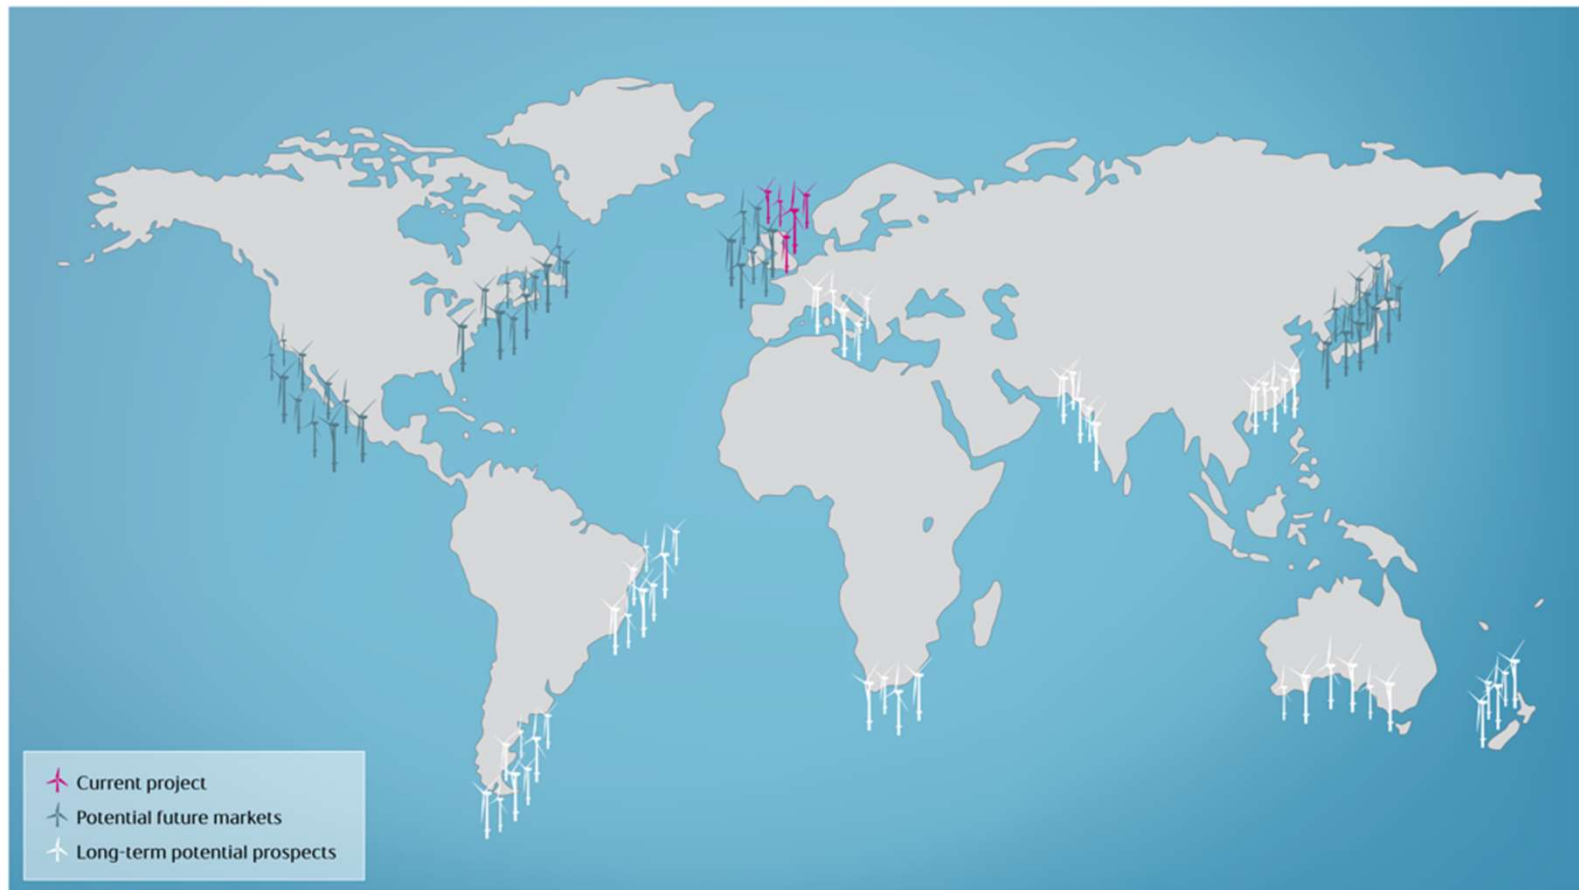 Current project
Potential future markets
Long-term potential prospects